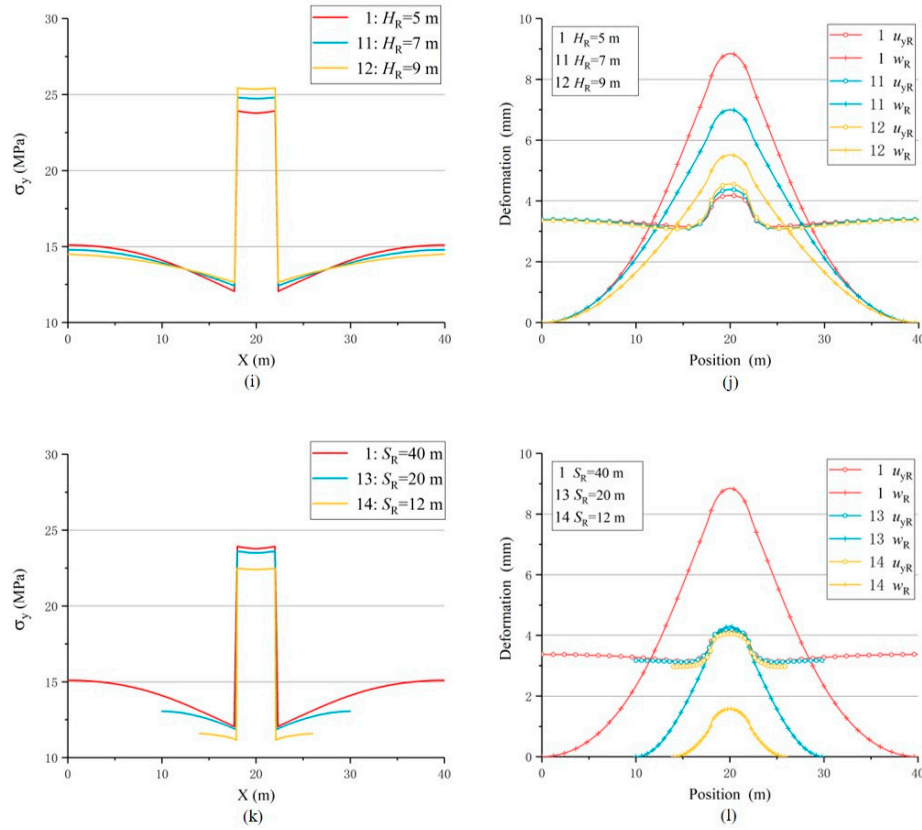 30
25
20
15
10
σy (MPa)
1: HR=5 m
11: HR=7 m
12: HR=9 m
0 10 20 30 40
X (m)
(i)
10
8
6
4
2
0
Deformation (mm)
1 HR=5 m
11 HR=7 m
12 HR=9 m
1 uyR
1 wR
11 uyR
11 wR
12 uyR
12 wR
0 10 20 30 40
Position (m)
(j)
30
25
20
15
10
σy (MPa)
1: SR=40 m
13: SR=20 m
14: SR=12 m
0 10 20 30 40
X (m)
(k)
10
8
6
4
2
0
Deformation (mm)
1 SR=40 m
13 SR=20 m
14 SR=12 m
1 uyR
1 wR
13 uyR
13 wR
14 uyR
14 wR
0 10 20 30 40
Position (m)
(l)